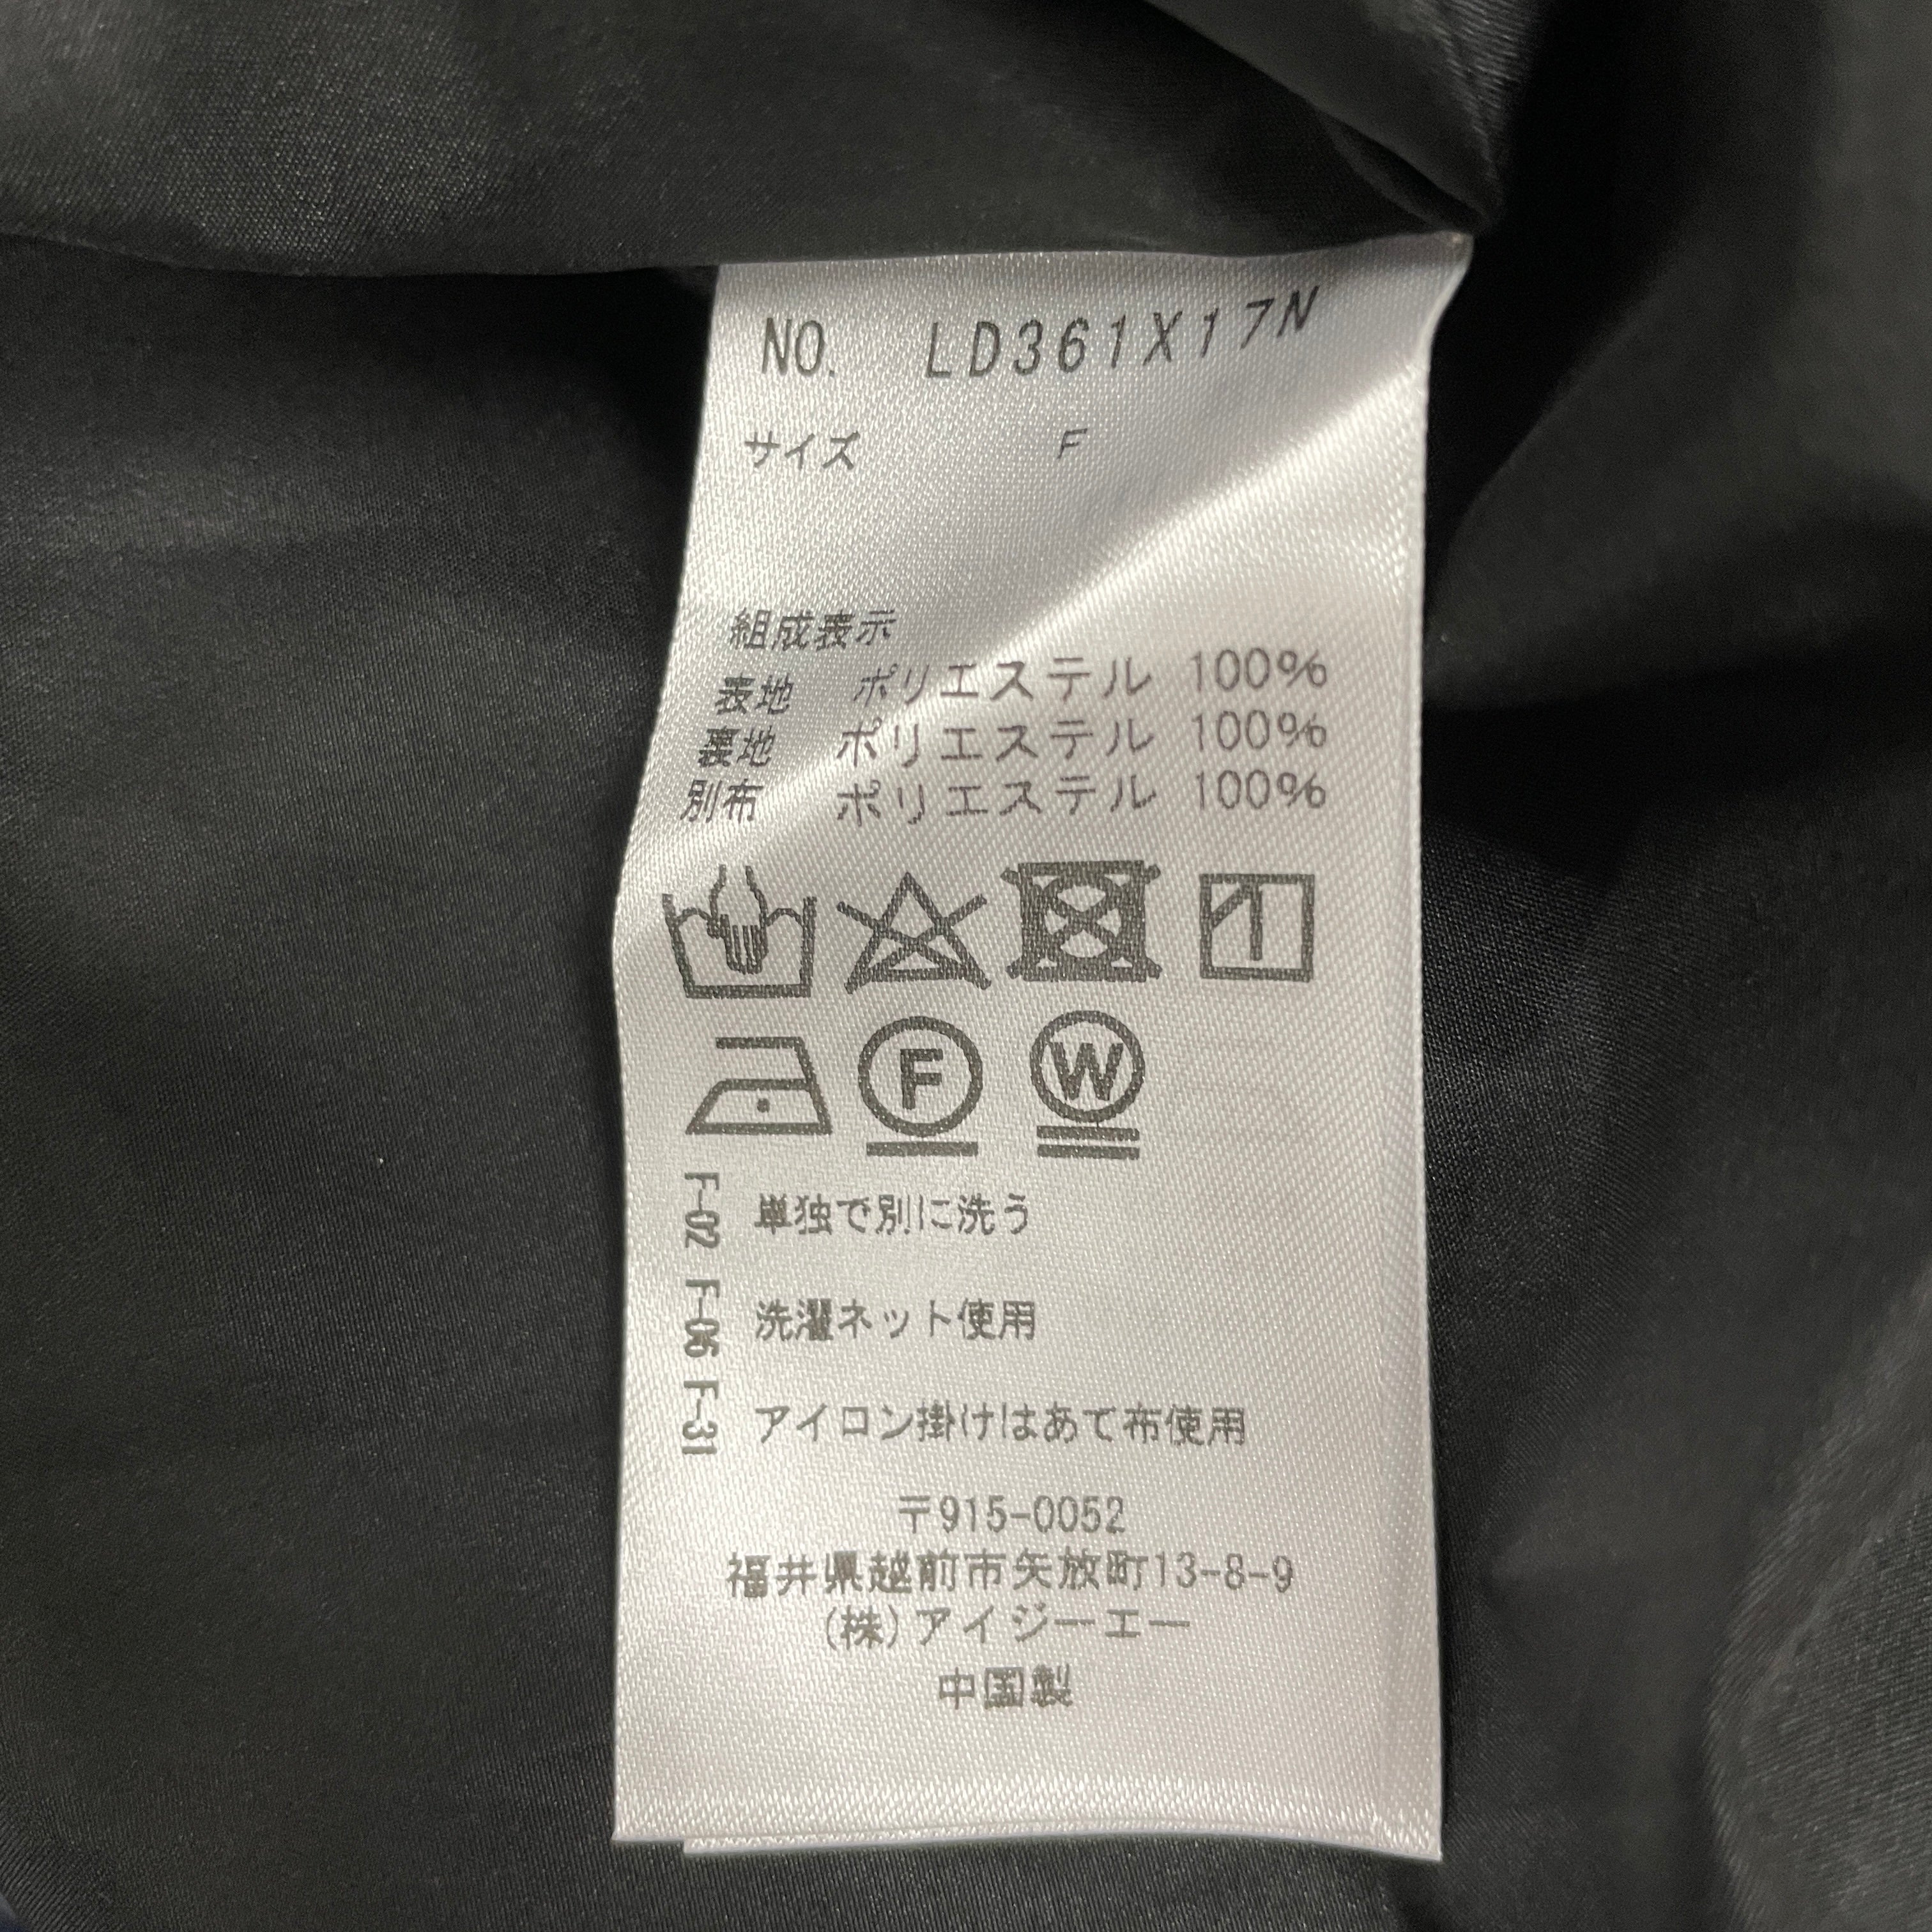 NO. LD361X17N
サイズ F
組成表示
表地 ポリエステル 100%
裏地 ポリエステル 100%
別布 ポリエステル 100%
F
W
F-02 F-06 F-31
単独で別に洗う
洗濯ネット使用
アイロン掛けはあて布使用
〒915-0052
福井県越前市矢放町13-8-9
(株)アイジーエー
中国製